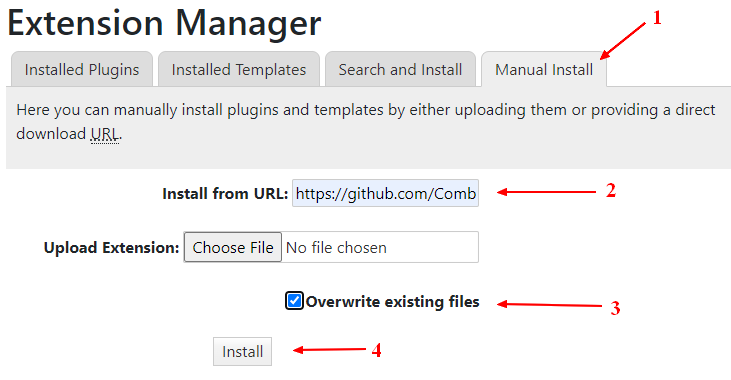 Extension Manager
1
Installed Plugins Installed Templates Search and Install Manual Install
Here you can manually install plugins and templates by either uploading them or providing a direct
download URL.
Install from URL: https://github.com/Comb 2
Upload Extension: Choose File No file chosen
Overwrite existing files 3
Install 4